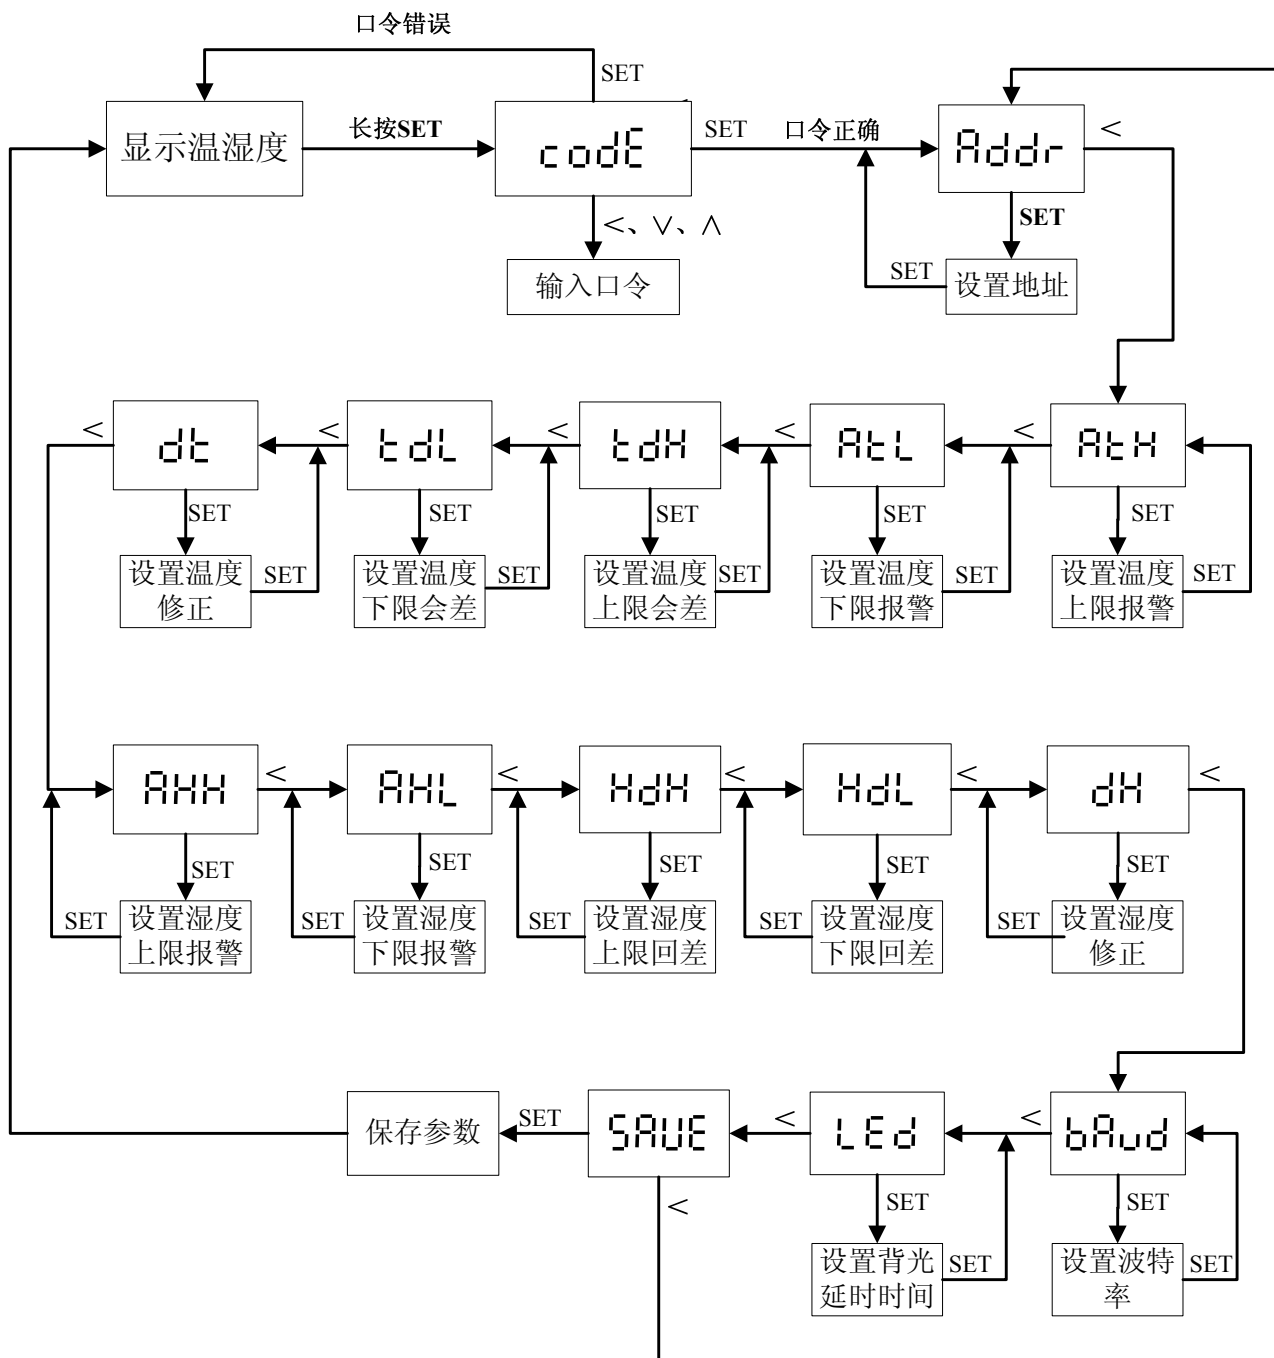 口令错误
SET
显示温湿度
长按SET
codE
SET
口令正确
Addr
<
<、∨、∧
SET
输入口令
SET
设置地址
<
dt
<
tdL
<
tdH
<
AtL
<
AtH
SET
SET
SET
SET
SET
设置温度
修正
SET
设置温度
下限会差
SET
设置温度
上限会差
SET
设置温度
下限报警
SET
设置温度
上限报警
SET
AHH
<
AHL
<
HdH
<
HdL
<
dH
<
SET
SET
SET
SET
SET
SET
设置湿度
上限报警
SET
设置湿度
下限报警
SET
设置湿度
上限回差
SET
设置湿度
下限回差
SET
设置湿度
修正
保存参数
SET
SAVE
<
LEd
<
bAud
<
SET
SET
设置背光
延时时间
SET
设置波特
率
SET